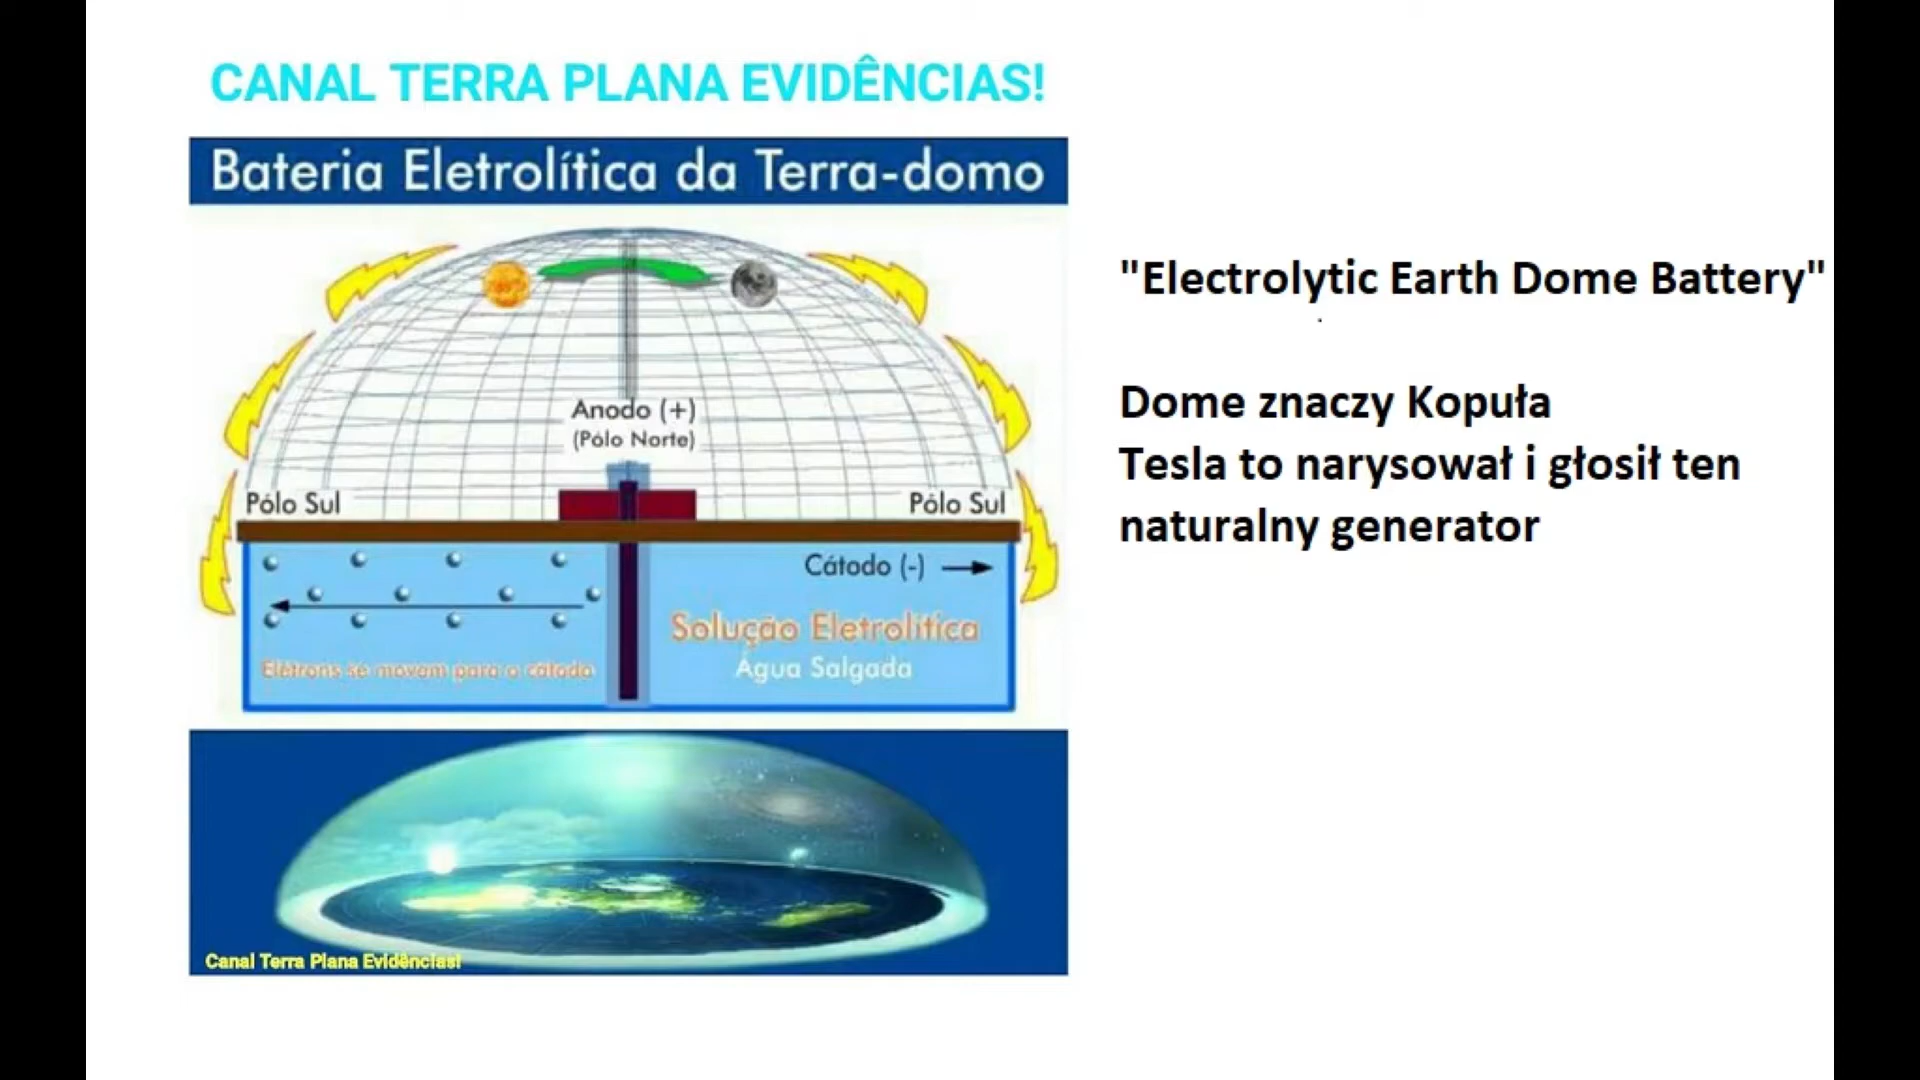 CANAL TERRA PLANA EVIDÊNCIAS!
Bateria Eletrolítica da Terra-domo
Anodo (+)
(Pólo Norte)
Pólo Sul
Pólo Sul
Cátodo (-)
Solução Eletrolítica
Água Salgada
Elétrons se movam para o cátodo
Canal Terra Plana Evidências!
"Electrolytic Earth Dome Battery"
Dome znaczy Kopuła
Tesla to narysował i głosił ten
naturalny generator